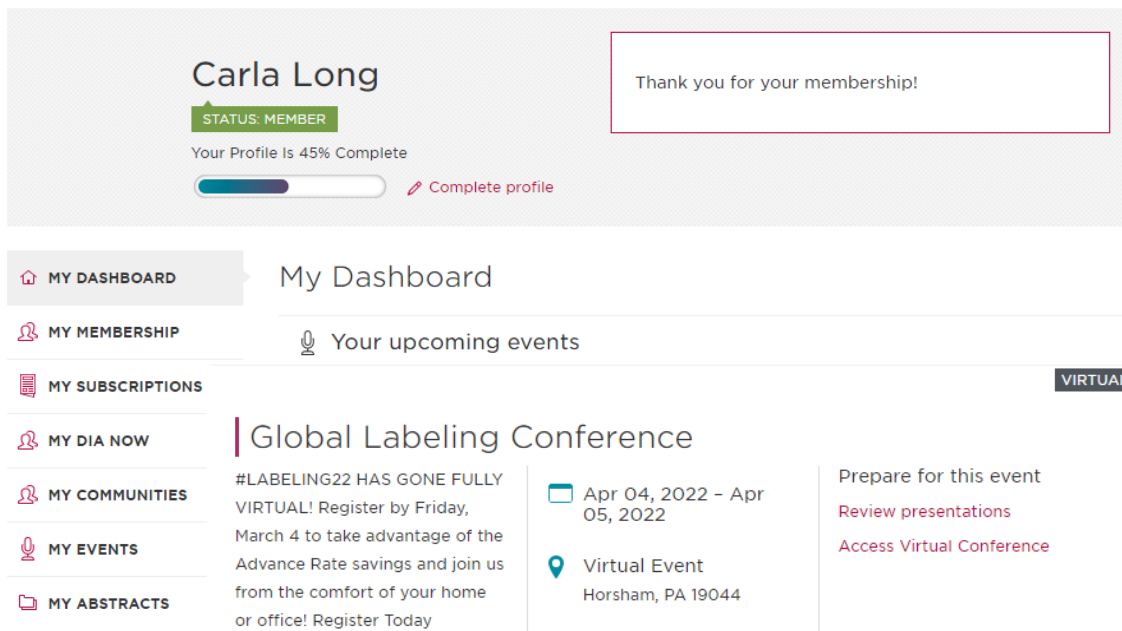 Carla Long
STATUS: MEMBER
Your Profile Is 45% Complete
Complete profile
Thank you for your membership!
MY DASHBOARD
MY MEMBERSHIP
MY SUBSCRIPTIONS
MY DIA NOW
MY COMMUNITIES
MY EVENTS
MY ABSTRACTS
My Dashboard
Your upcoming events
VIRTUAL
Global Labeling Conference
#LABELING22 HAS GONE FULLY
VIRTUAL! Register by Friday,
March 4 to take advantage of the
Advance Rate savings and join us
from the comfort of your home
or office! Register Today
Apr 04, 2022 – Apr
05, 2022
Virtual Event
Horsham, PA 19044
Prepare for this event
Review presentations
Access Virtual Conference